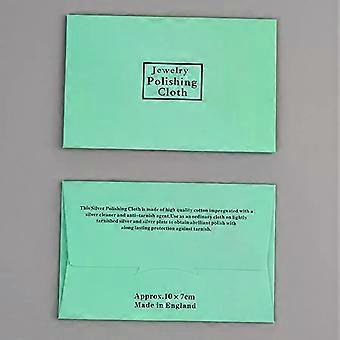 Jewelry
Polishing
Cloth
This Silver Polishing Cloth is made of high quality cotton impregnated with a
silver cleaner and anti-tarnish agent.Use as an ordinary cloth on lightly
tarnished silver and silver plate to obtain abrilliant polish with
along lasting protection against tarnish.
Approx.10×7cm
Made in England